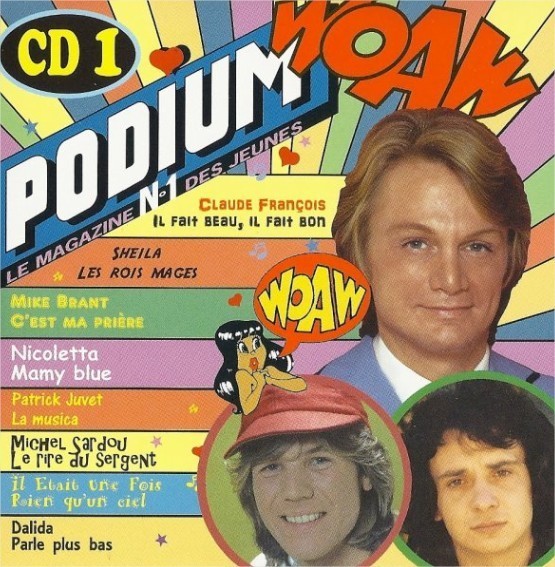 CD 1
WOAW
PODIUM
LE MAGAZINE N°1 DES JEUNES
CLAUDE FRANÇOIS
IL FAIT BEAU, IL FAIT BON
SHEILA
LES ROIS MAGES
MIKE BRANT
C'EST MA PRIÈRE
WOAW
Nicoletta
Mamy blue
Patrick Juvet
La musica
Michel Sardou
Le rire du Sergent
il Etait Une Fois
Rien qu'un ciel
Dalida
Parle plus bas